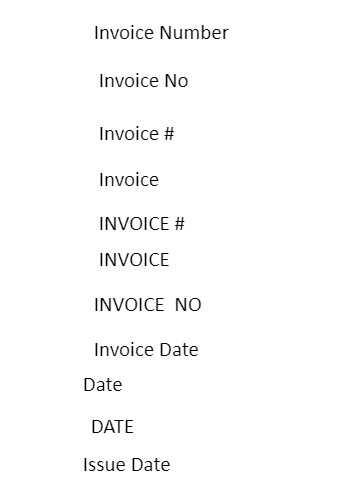 Invoice Number
Invoice No
Invoice #
Invoice
INVOICE #
INVOICE
INVOICE  NO
Invoice Date
Date
DATE
Issue Date